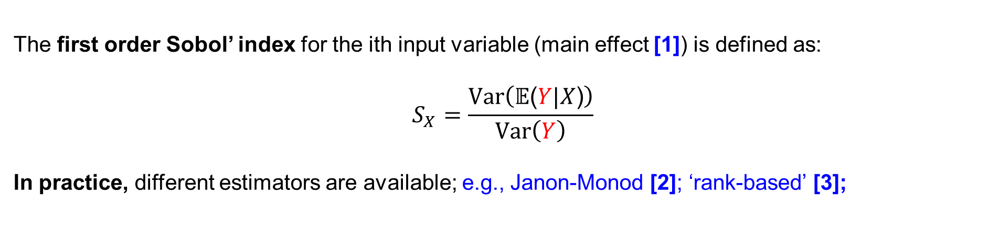 The first order Sobol’ index for the ith input variable (main effect [1]) is defined as:
S_X = Var(𝔼(Y|X)) / Var(Y)
In practice, different estimators are available; e.g., Janon-Monod [2]; ‘rank-based’ [3];